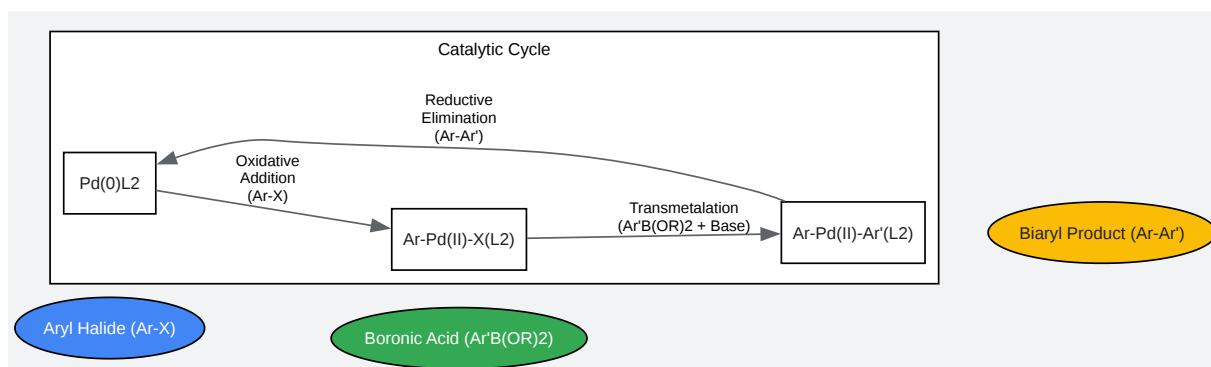 Catalytic Cycle
Reductive
Elimination
(Ar-Ar')
Oxidative
Addition
(Ar-X)
Pd(0)L2
Transmetalation
(Ar'B(OR)2 + Base)
Ar-Pd(II)-X(L2)
Ar-Pd(II)-Ar'(L2)
Biaryl Product (Ar-Ar')
Aryl Halide (Ar-X)
Boronic Acid (Ar'B(OR)2)